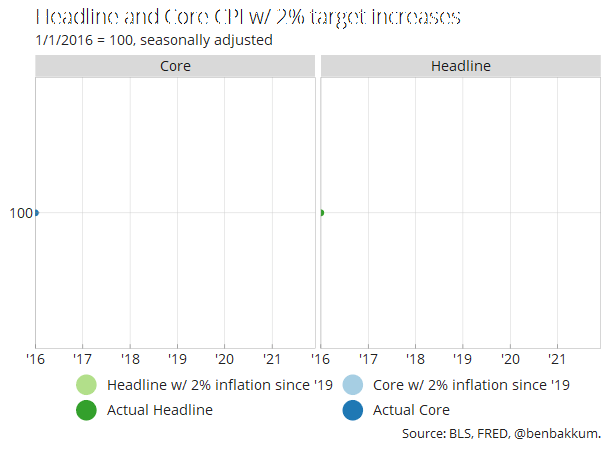 Headline and Core CPI w/ 2% target increases
1/1/2016 = 100, seasonally adjusted
Core Headline
100
'16 '17 '18 '19 '20 '21 '16 '17 '18 '19 '20 '21
Headline w/ 2% inflation since '19 Core w/ 2% inflation since '19
Actual Headline Actual Core
Source: BLS, FRED, @benbakkum.